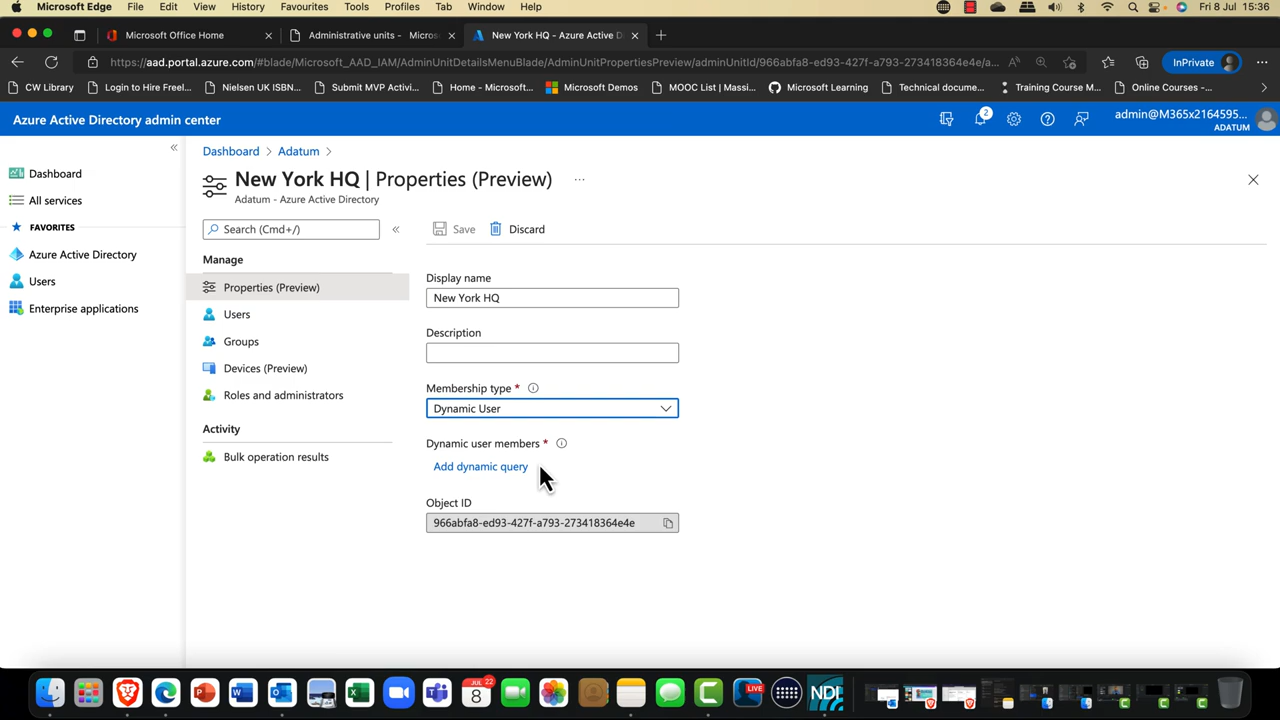 Microsoft Edge File Edit View History Favourites Tools Profiles Tab Window Help Fri 8 Jul 15:36
Microsoft Office Home Administrative units - Micros New York HQ - Azure Active D
https://aad.portal.azure.com/#blade/Microsoft_AAD_IAM/AdminUnitDetailsMenuBlade/AdminUnitPropertiesPreview/adminUnitId/966abfa8-ed93-427f-a793-273418364e4e/a... InPrivate
CW Library Login to Hire Freel... Nielsen UK ISBN... Submit MVP Activi... Home - Microsoft... Microsoft Demos MOOC List | Massi... Microsoft Learning Technical docume... Training Course M... Online Courses -...
Azure Active Directory admin center 2 admin@M365x2164595...
ADATUM
Dashboard > Adatum >
Dashboard
All services
FAVORITES
Azure Active Directory
Users
Enterprise applications
New York HQ | Properties (Preview) ...
Adatum - Azure Active Directory
Search (Cmd+/)
Manage
Properties (Preview)
Users
Groups
Devices (Preview)
Roles and administrators
Activity
Bulk operation results
Save Discard
Display name
New York HQ
Description
Membership type *
Dynamic User
Dynamic user members *
Add dynamic query
Object ID
966abfa8-ed93-427f-a793-273418364e4e
JUL 22
8
LIVE
NDI